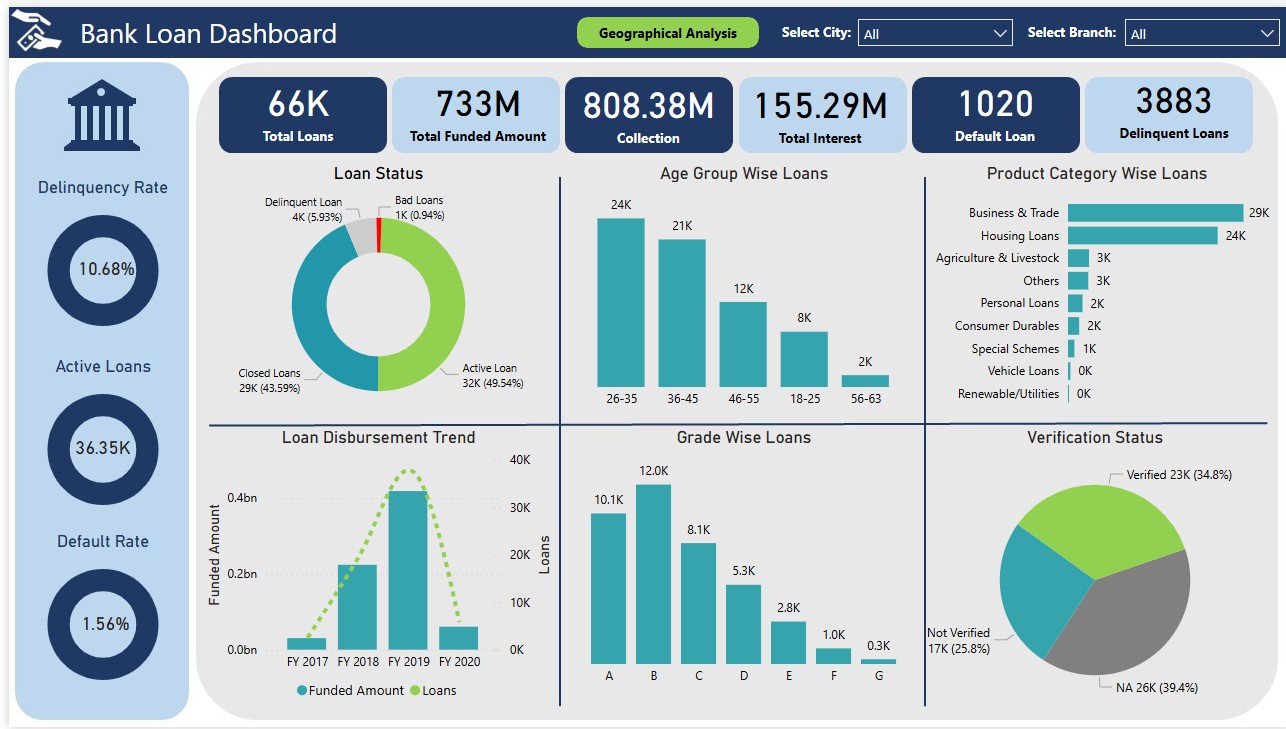 Bank Loan Dashboard
Geographical Analysis
Select City:
All
Select Branch:
All
66K
Total Loans
733M
Total Funded Amount
808.38M
Collection
155.29M
Total Interest
1020
Default Loan
3883
Delinquent Loans
Delinquency Rate
10.68%
Active Loans
36.35K
Default Rate
1.56%
Loan Status
Delinquent Loan
4K (5.93%)
Bad Loans
1K (0.94%)
Closed Loans
29K (43.59%)
Active Loan
32K (49.54%)
Age Group Wise Loans
24K
21K
12K
8K
2K
26-35
36-45
46-55
18-25
56-63
Product Category Wise Loans
Business & Trade
29K
Housing Loans
24K
Agriculture & Livestock
3K
Others
3K
Personal Loans
2K
Consumer Durables
2K
Special Schemes
1K
Vehicle Loans
0K
Renewable/Utilities
0K
Loan Disbursement Trend
Funded Amount
0.4bn
0.2bn
0.0bn
40K
30K
20K
10K
0K
Loans
FY 2017
FY 2018
FY 2019
FY 2020
Funded Amount
Loans
Grade Wise Loans
10.1K
12.0K
8.1K
5.3K
2.8K
1.0K
0.3K
A
B
C
D
E
F
G
Verification Status
Verified 23K (34.8%)
Not Verified
17K (25.8%)
NA 26K (39.4%)